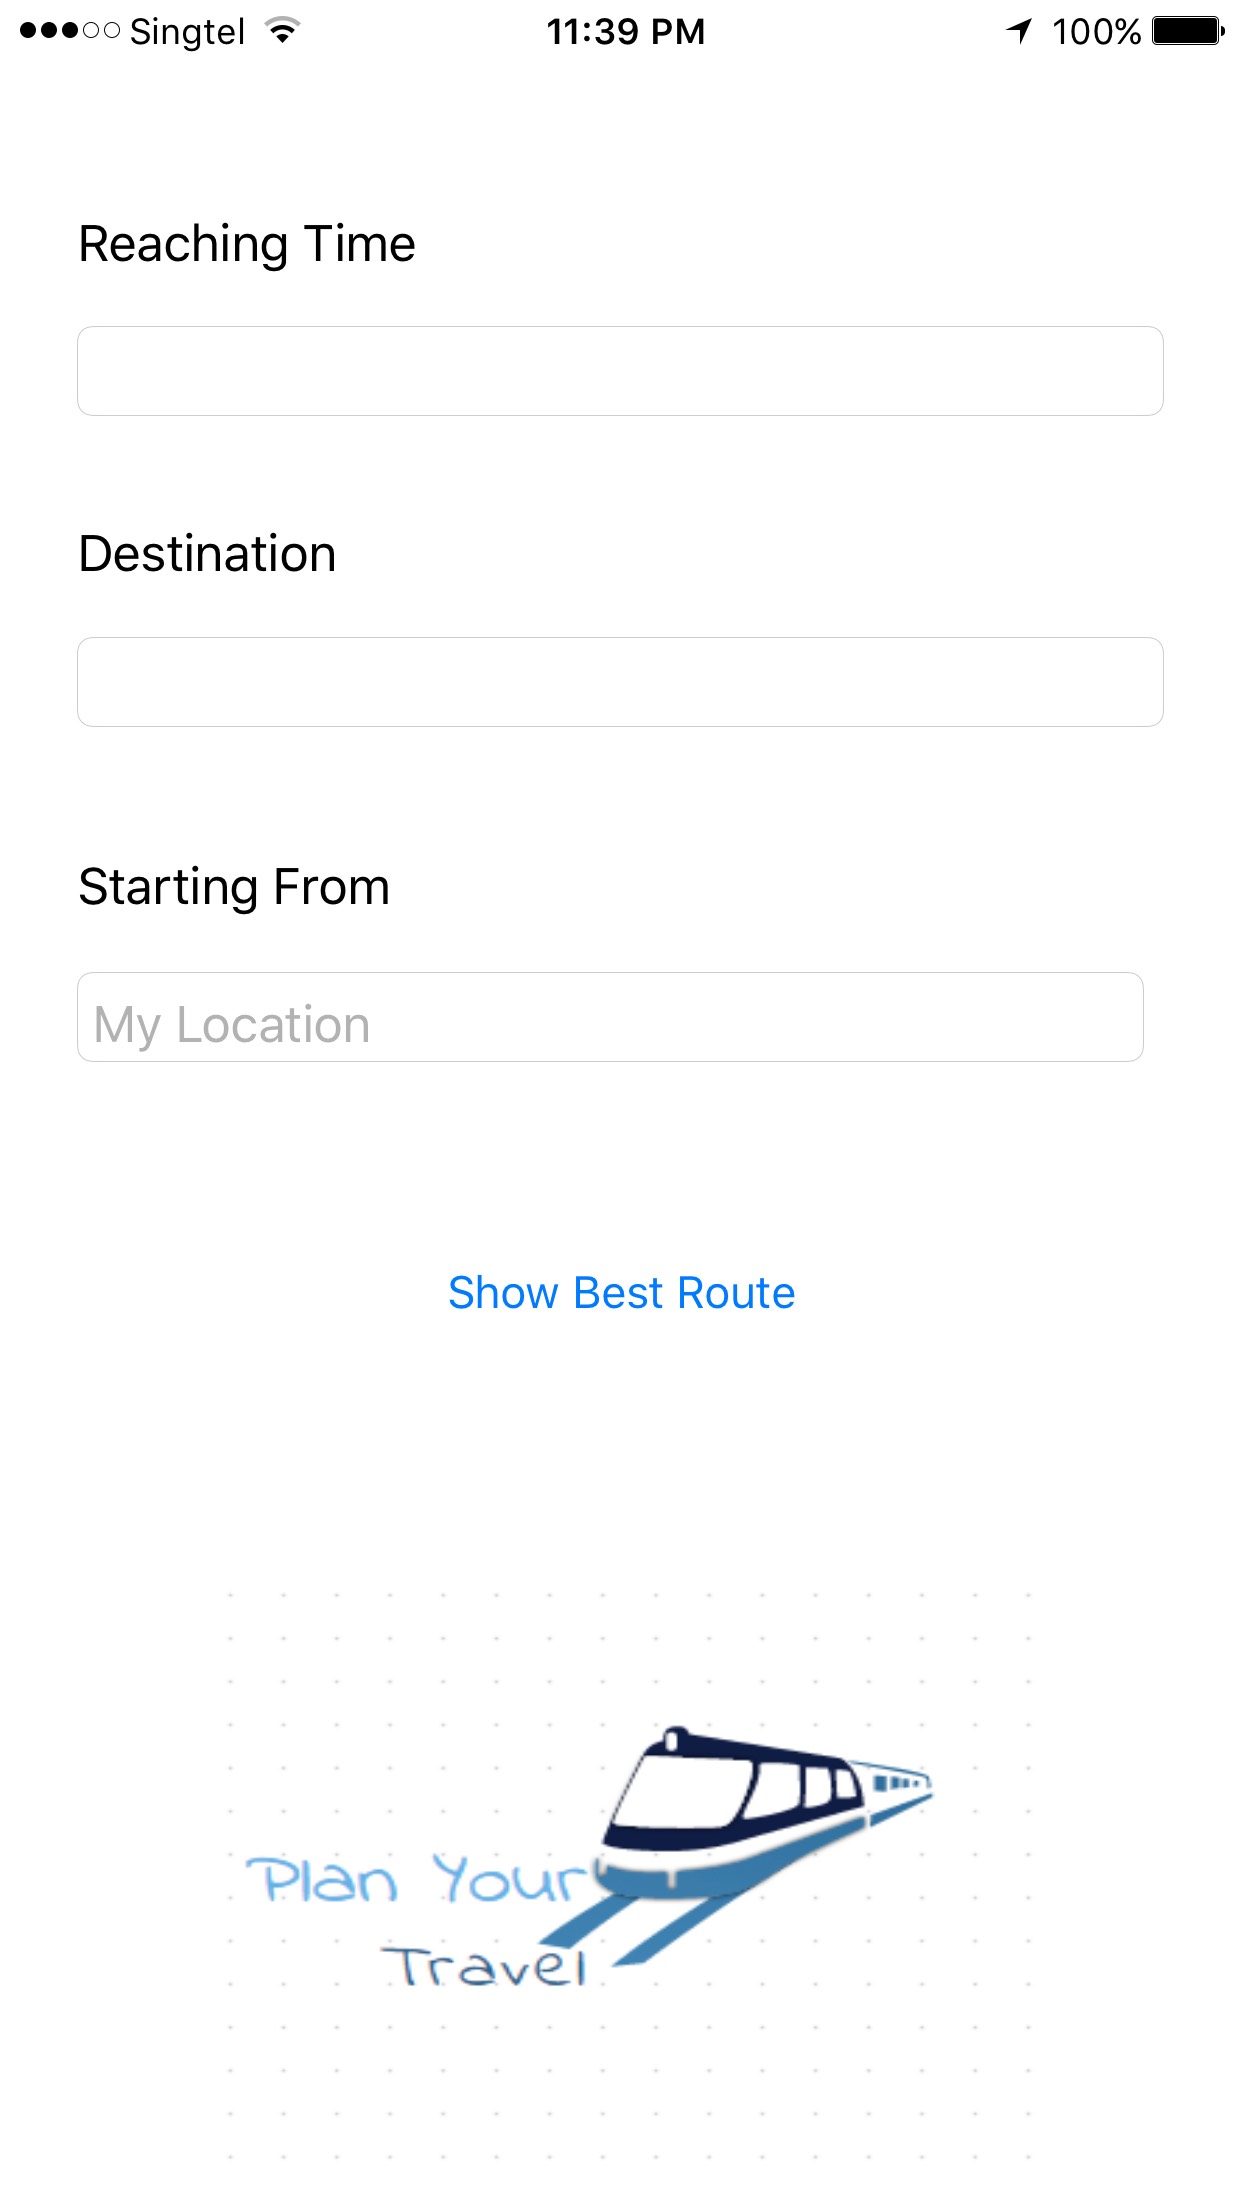 Singtel 11:39 PM 100%
Reaching Time
Destination
Starting From
My Location
Show Best Route
Plan Your
Travel